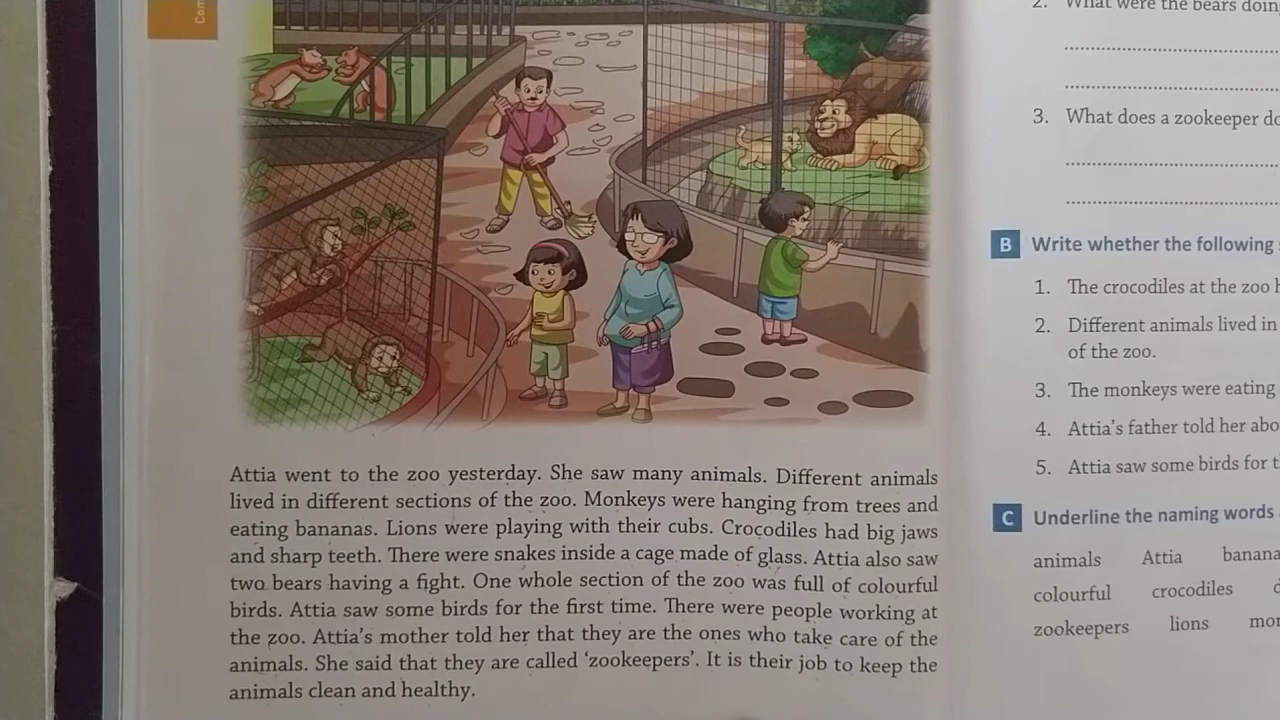 Com
Attia went to the zoo yesterday. She saw many animals. Different animals
lived in different sections of the zoo. Monkeys were hanging from trees and
eating bananas. Lions were playing with their cubs. Crocodiles had big jaws
and sharp teeth. There were snakes inside a cage made of glass. Attia also saw
two bears having a fight. One whole section of the zoo was full of colourful
birds. Attia saw some birds for the first time. There were people working at
the zoo. Attia's mother told her that they are the ones who take care of the
animals. She said that they are called 'zookeepers'. It is their job to keep the
animals clean and healthy.
2. What were the bears doin
3. What does a zookeeper do
B Write whether the following
1. The crocodiles at the zoo h
2. Different animals lived in
of the zoo.
3. The monkeys were eating
4. Attia's father told her abo
5. Attia saw some birds for t
C Underline the naming words
animals Attia banana
colourful crocodiles
zookeepers lions mon